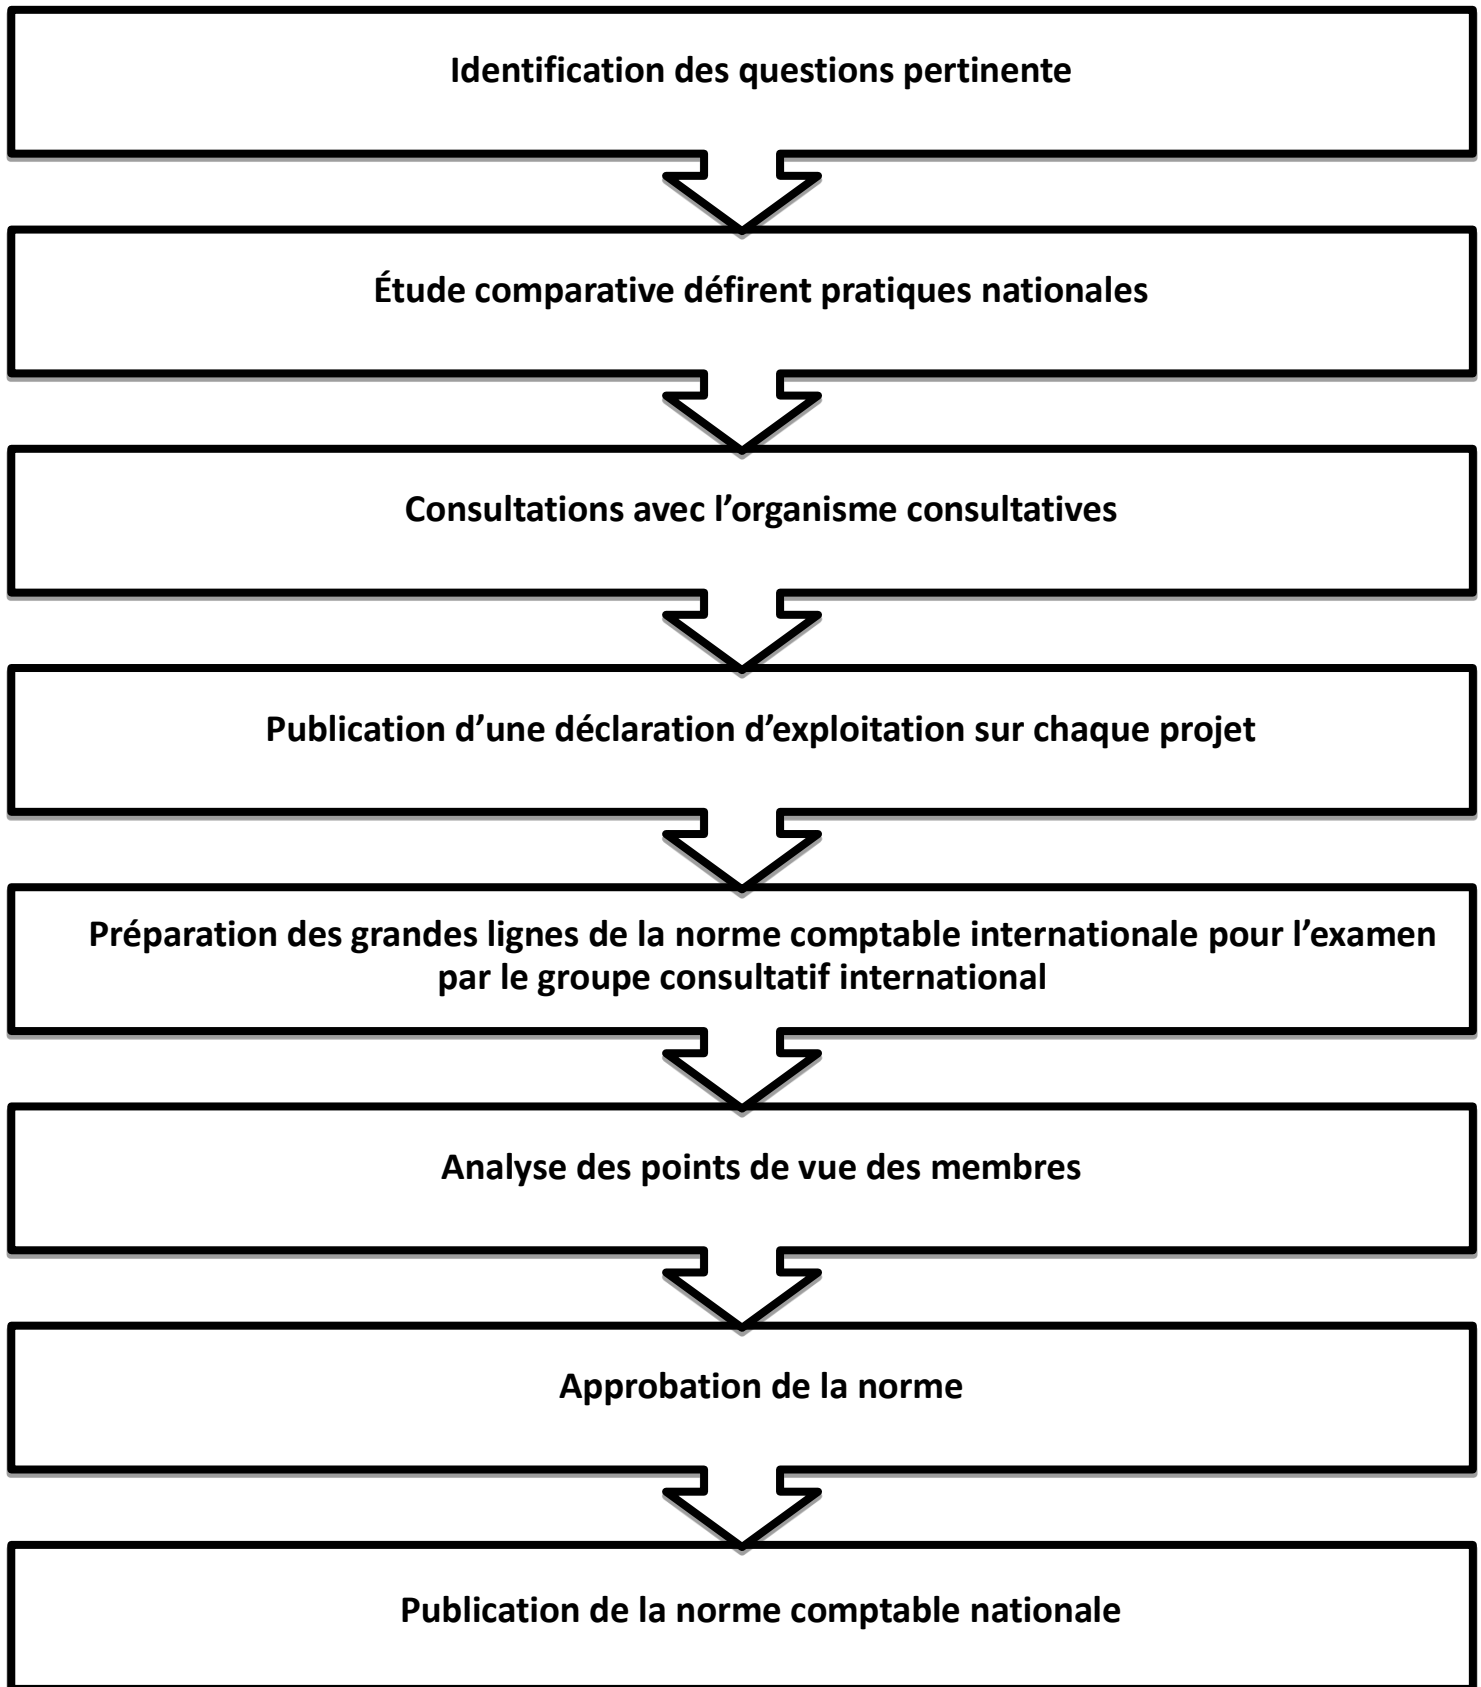 Identification des questions pertinente
Étude comparative défirent pratiques nationales
Consultations avec l’organisme consultatives
Publication d’une déclaration d’exploitation sur chaque projet
Préparation des grandes lignes de la norme comptable internationale pour l’examen
par le groupe consultatif international
Analyse des points de vue des membres
Approbation de la norme
Publication de la norme comptable nationale